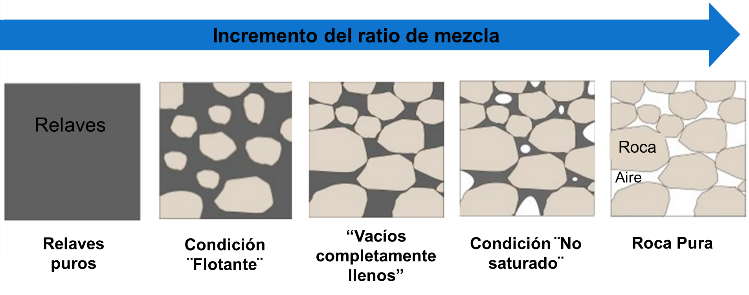 Incremento del ratio de mezcla
Relaves
Roca
Aire
Relaves
puros
Condición
¨Flotante¨
“Vacíos
completamente
llenos”
Condición ¨No
saturado¨
Roca Pura